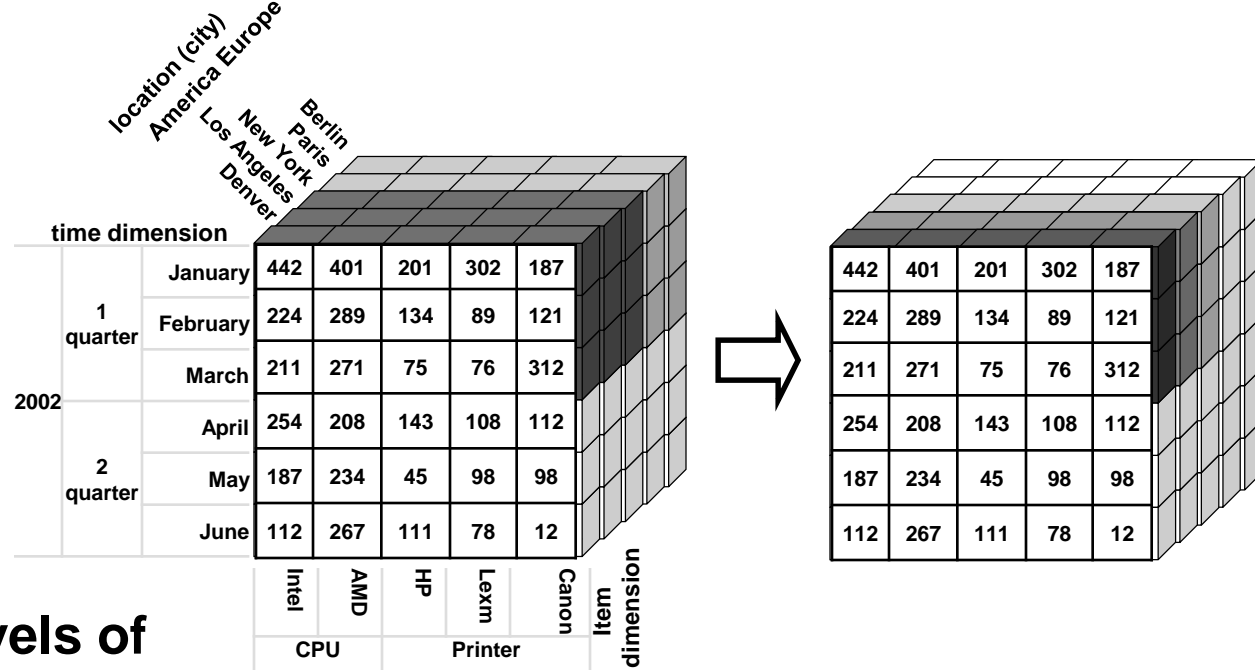 location (city)
America Europe
Berlin
Paris
New York
Los Angeles
Denver
time dimension
2002
1
quarter
2
quarter
January 442 401 201 302 187
February 224 289 134 89 121
March 211 271 75 76 312
April 254 208 143 108 112
May 187 234 45 98 98
June 112 267 111 78 12
Intel AMD HP Lexm Canon
CPU Printer
Item
dimension
442 401 201 302 187
224 289 134 89 121
211 271 75 76 312
254 208 143 108 112
187 234 45 98 98
112 267 111 78 12
vels of